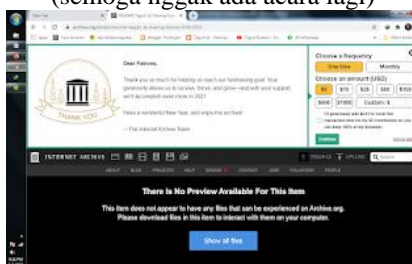 (semoga nggak ada acara lagi)
Dear Patrons,
Thank you so much for helping us reach our fundraising goal. Your
generosity allows us to survive, thrive, and grow—and with your support,
we'll accomplish even more in 2021.
Have a wonderful New Year, and enjoy the archive!
—The Internet Archive Team
THANK YOU
Choose a frequency
One time
Monthly
Choose an amount (USD)
$5 $10 $25 $50 $100
$500 $1000 Custom: $
INTERNET ARCHIVE
UPLOAD
Search
ABOUT BLOG PROJECTS HELP DONATE CONTACT JOBS VOLUNTEER PEOPLE
There Is No Preview Available For This Item
This item does not appear to have any files that can be experienced on Archive.org.
Please download files in this item to interact with them on your computer.
Show all files